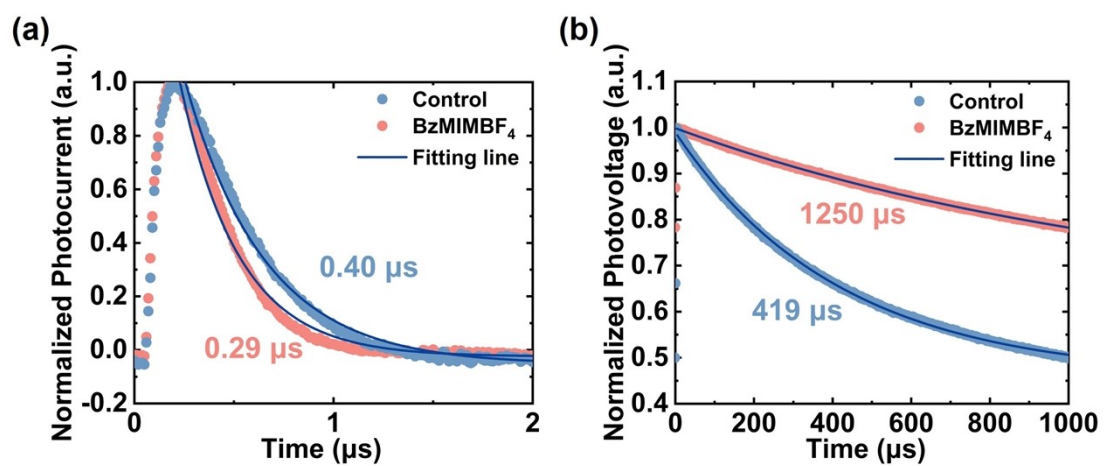 (a)
Normalized Photocurrent (a.u.)
1.0
0.8
0.6
0.4
0.2
0.0
-0.2
Control
BzMIMBF₄
Fitting line
0.40 μs
0.29 μs
0
1
2
Time (μs)
(b)
Normalized Photovoltage (a.u.)
1.1
1.0
0.9
0.8
0.7
0.6
0.5
0.4
Control
BzMIMBF₄
Fitting line
1250 μs
419 μs
0
200
400
600
800
1000
Time (μs)